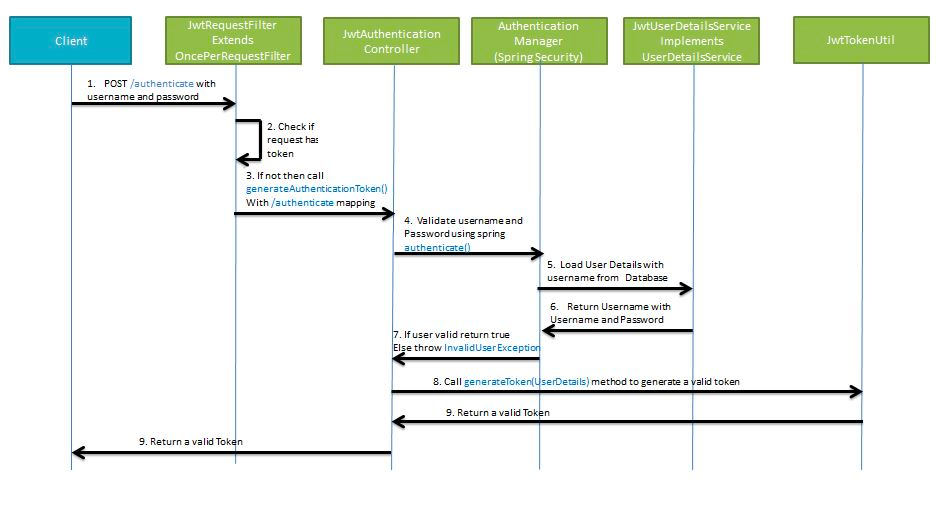 Client
JwtRequestFilter
Extends
OncePerRequestFilter
JwtAuthentication
Controller
Authentication
Manager
(Spring Security)
JwtUserDetailsService
Implements
UserDetailsService
JwtTokenUtil
1. POST /authenticate with
username and password
2. Check if
request has
token
3. If not then call
generateAuthenticationToken()
With /authenticate mapping
4. Validate username and
Password using spring
authenticate()
5. Load User Details with
username from Database
6. Return Username with
Username and Password
7. If user valid return true
Else throw InvalidUserException
8. Call generateToken(UserDetails) method to generate a valid token
9. Return a valid Token
9. Return a valid Token